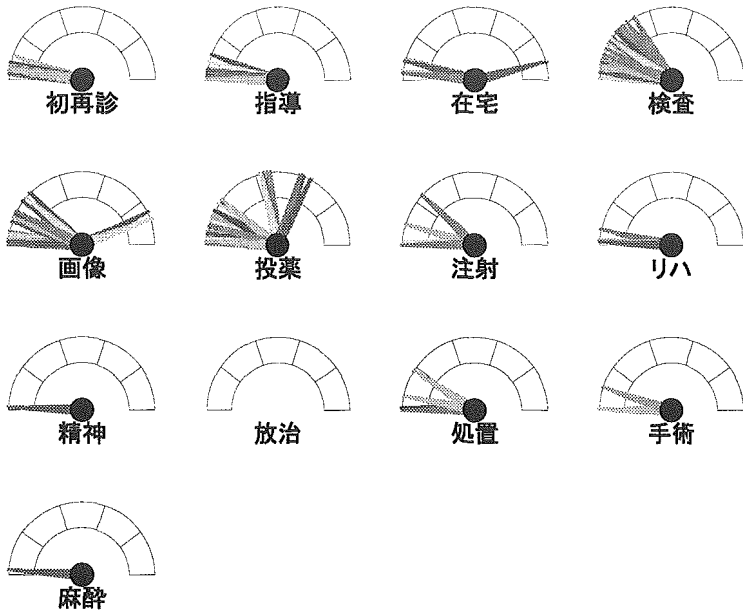 初再診
指導
在宅
検査
画像
投薬
注射
リハ
精神
放治
処置
手術
麻酔